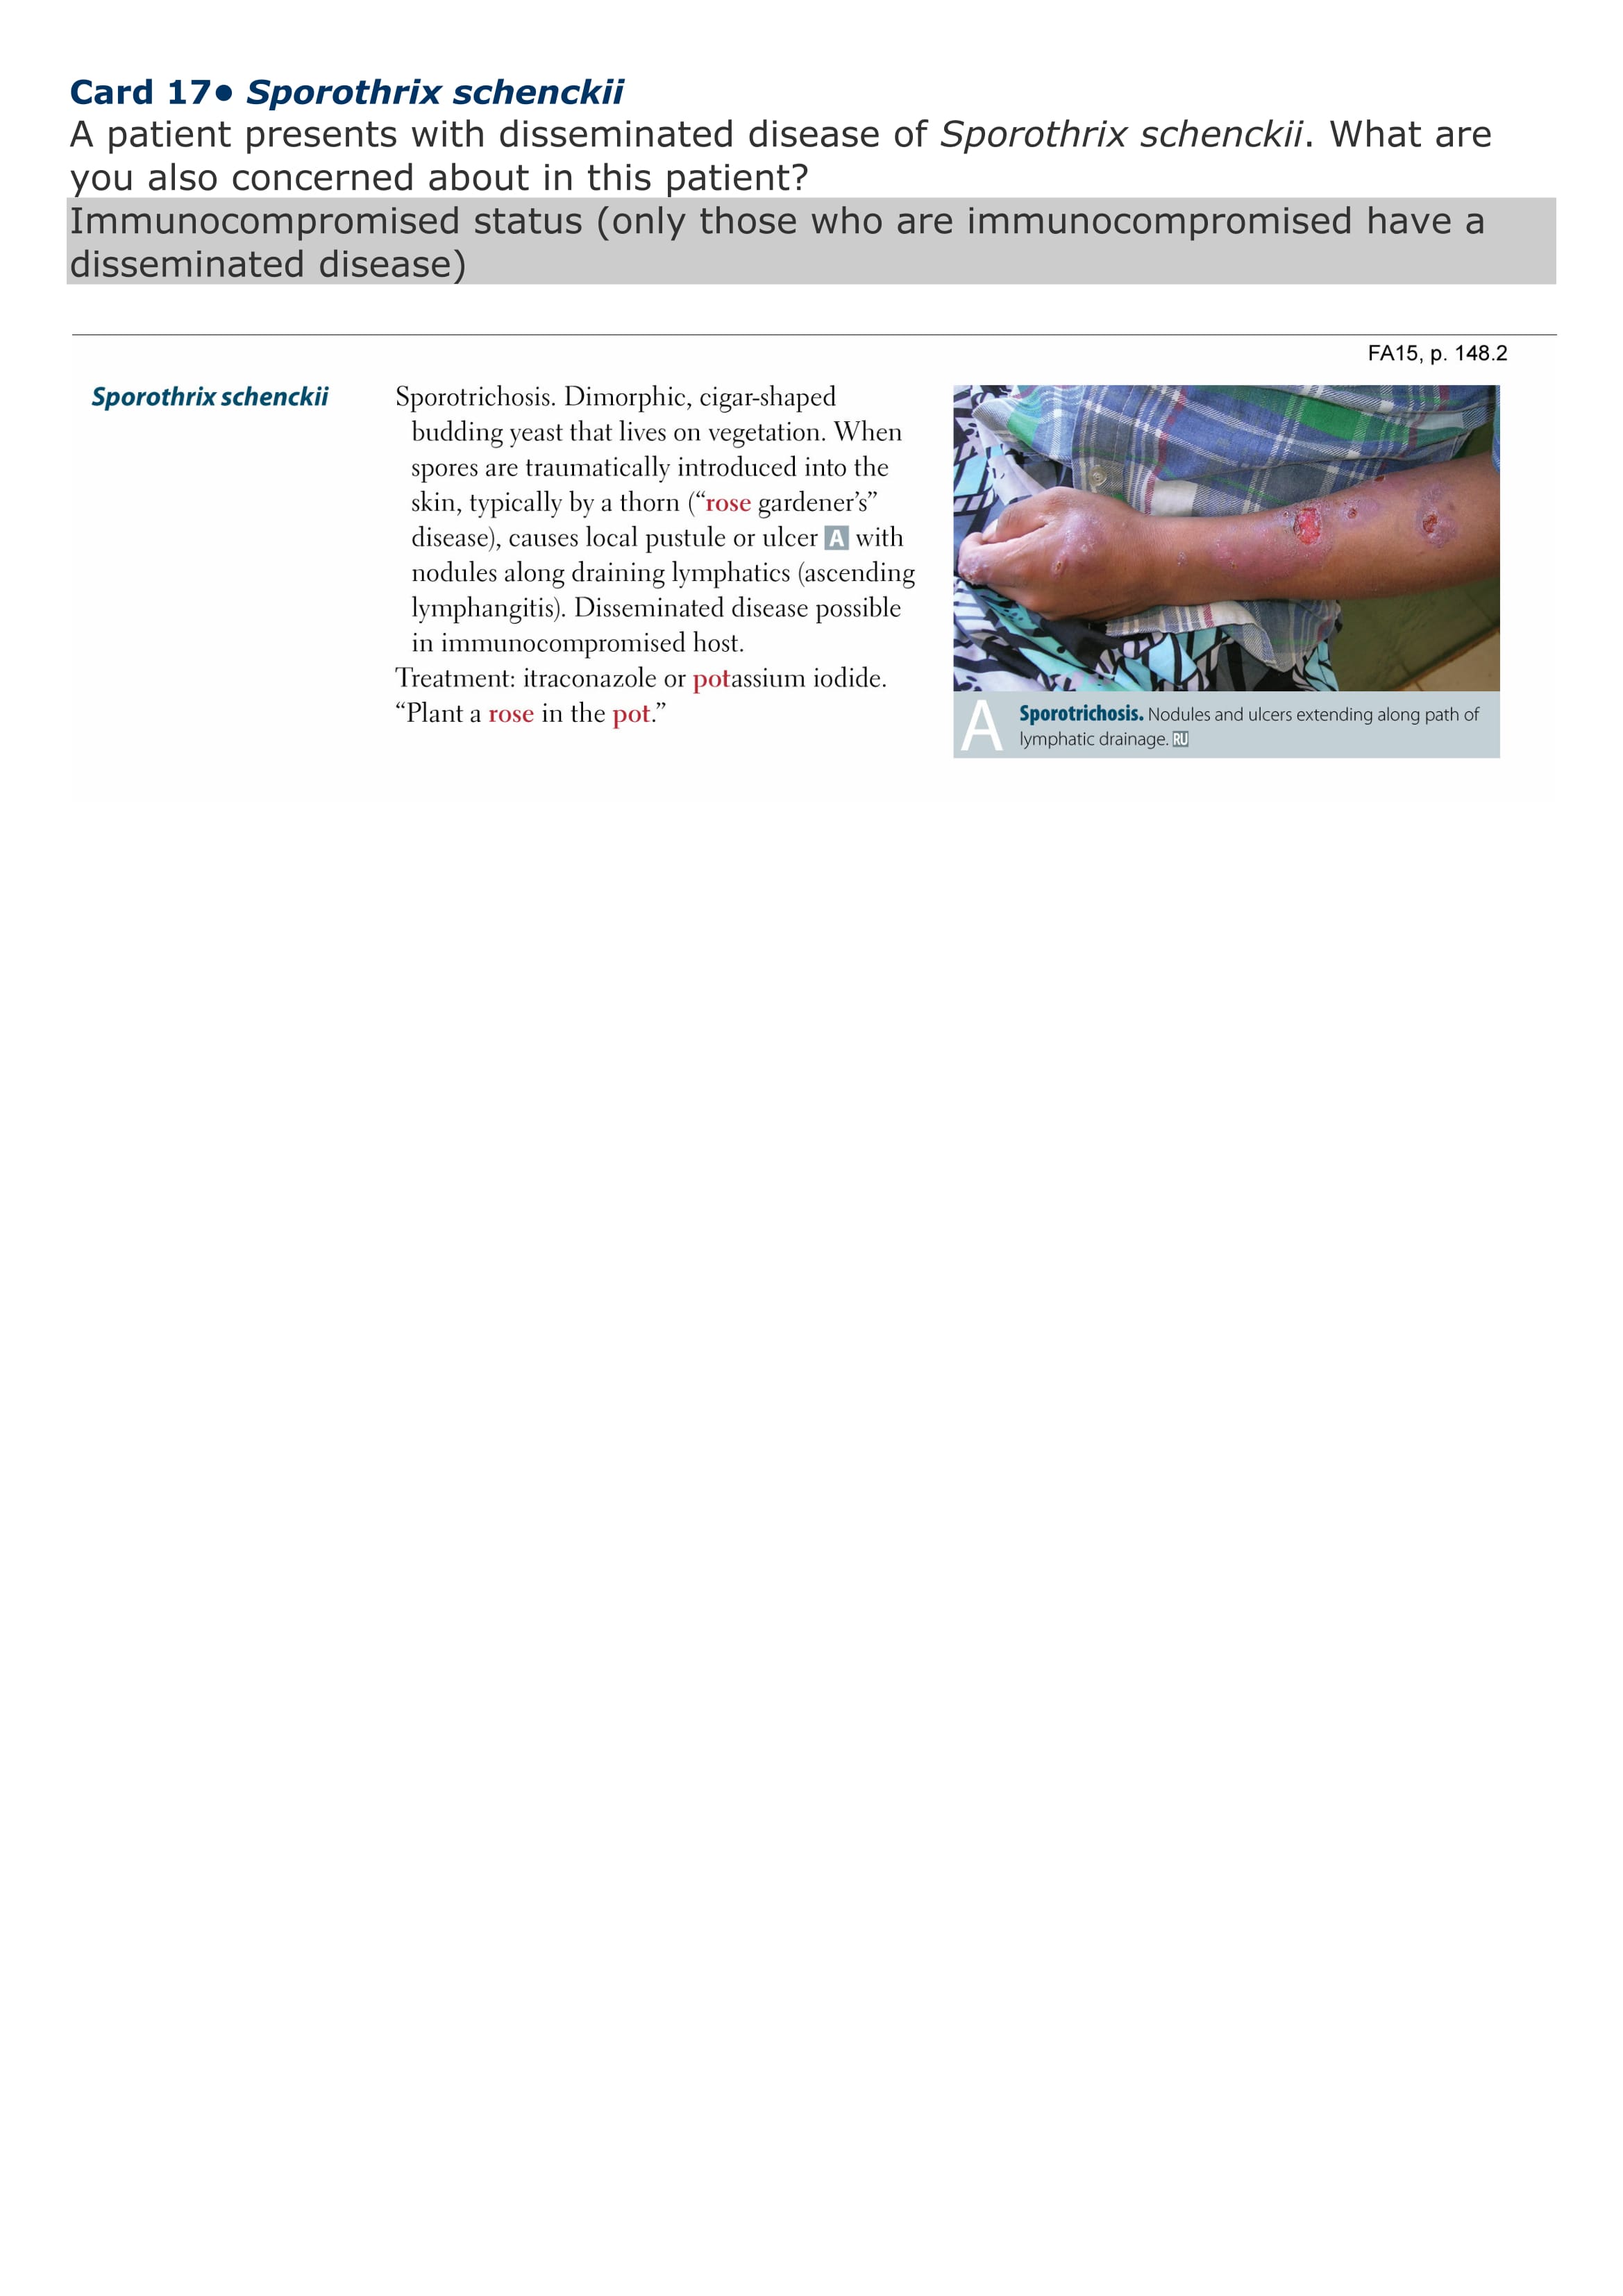 Card 17● Sporothrix schenckii
A patient presents with disseminated disease of Sporothrix schenckii. What are
you also concerned about in this patient?
Immunocompromised status (only those who are immunocompromised have a
disseminated disease)
FA15, p. 148.2
Sporothrix schenckii
Sporotrichosis. Dimorphic, cigar-shaped
budding yeast that lives on vegetation. When
spores are traumatically introduced into the
skin, typically by a thorn (“rose gardener’s”
disease), causes local pustule or ulcer A with
nodules along draining lymphatics (ascending
lymphangitis). Disseminated disease possible
in immunocompromised host.
Treatment: itraconazole or potassium iodide.
“Plant a rose in the pot.”
A
Sporotrichosis. Nodules and ulcers extending along path of
lymphatic drainage. RU